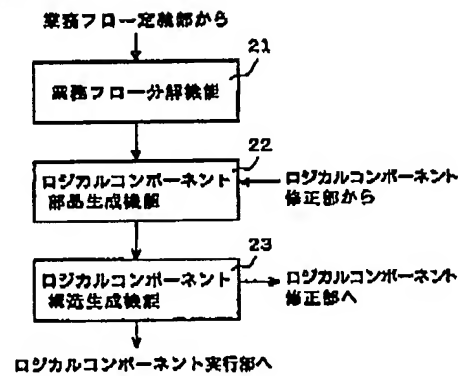 業務フロー定義部から
21
業務フロー分解機能
22
ロジカルコンポーネント
部品生成機能
ロジカルコンポーネント
修正部から
23
ロジカルコンポーネント
構造生成機能
ロジカルコンポーネント
修正部へ
ロジカルコンポーネント実行部へ